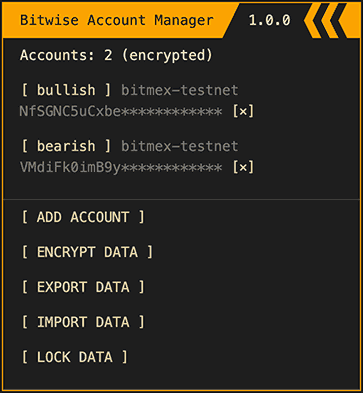 Bitwise Account Manager 1.0.0
Accounts: 2 (encrypted)
[ bullish ] bitmex-testnet
NfSGNC5uCxbe************ [×]
[ bearish ] bitmex-testnet
VMdiFk0imB9y************ [×]
[ ADD ACCOUNT ]
[ ENCRYPT DATA ]
[ EXPORT DATA ]
[ IMPORT DATA ]
[ LOCK DATA ]